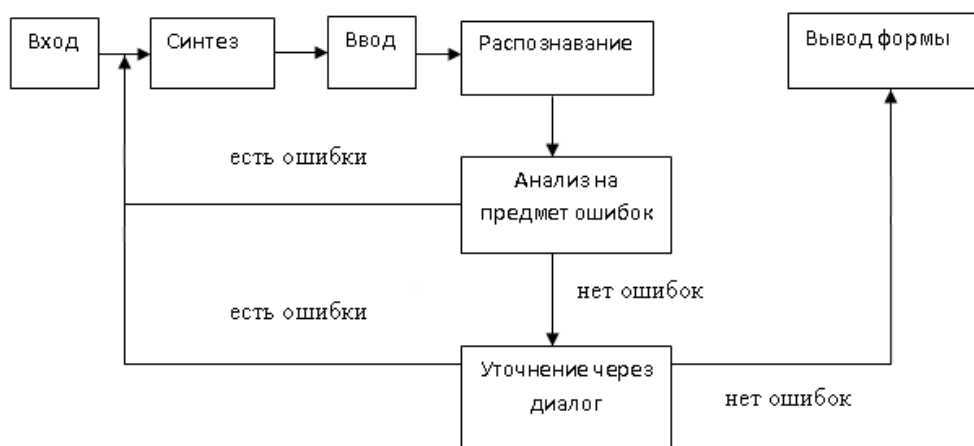 Вход
Синтез
Ввод
Распознавание
Вывод формы
есть ошибки
Анализ на
предмет ошибок
нет ошибок
есть ошибки
Уточнение через
диалог
нет ошибок